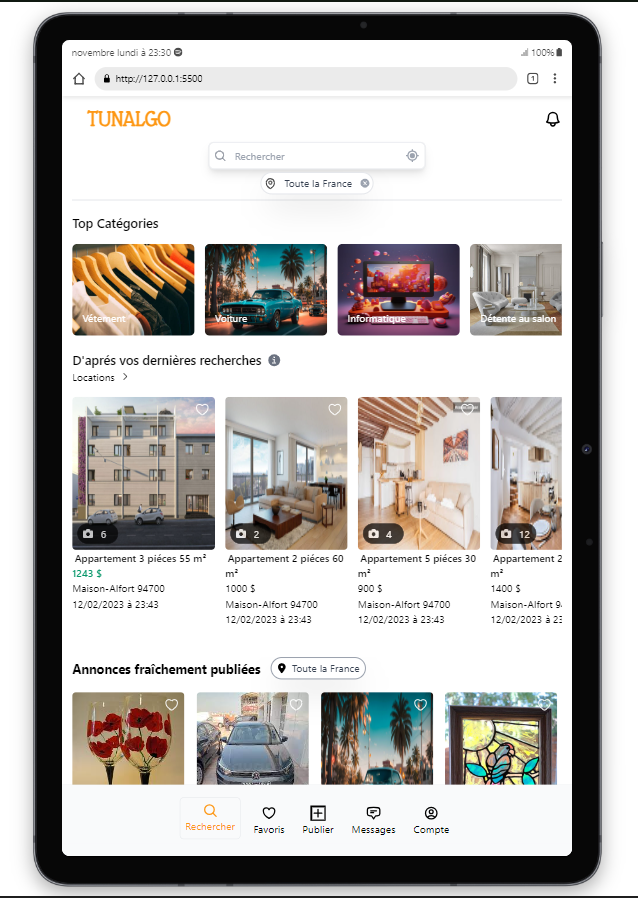 novembre lundi à 23:30
100%
http://127.0.0.1:5500
1
TUNALGO
Rechercher
Toute la France
Top Catégories
Vêtement
Voiture
Informatique
Détente au salon
D'aprés vos dernières recherches
Locations
6
2
4
12
Appartement 3 piéces 55 m²
1243 $
Maison-Alfort 94700
12/02/2023 à 23:43
Appartement 2 piéces 60
m²
1000 $
Maison-Alfort 94700
12/02/2023 à 23:43
Appartement 5 piéces 30
m²
900 $
Maison-Alfort 94700
12/02/2023 à 23:43
Appartement 2
m²
1400 $
Maison-Alfort 9
12/02/2023 à 23
Annonces fraîchement publiées
Toute la France
Rechercher
Favoris
Publier
Messages
Compte